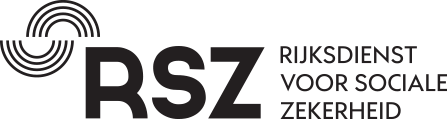 RSZ
RIJKSDIENST
VOOR SOCIALE
ZEKERHEID